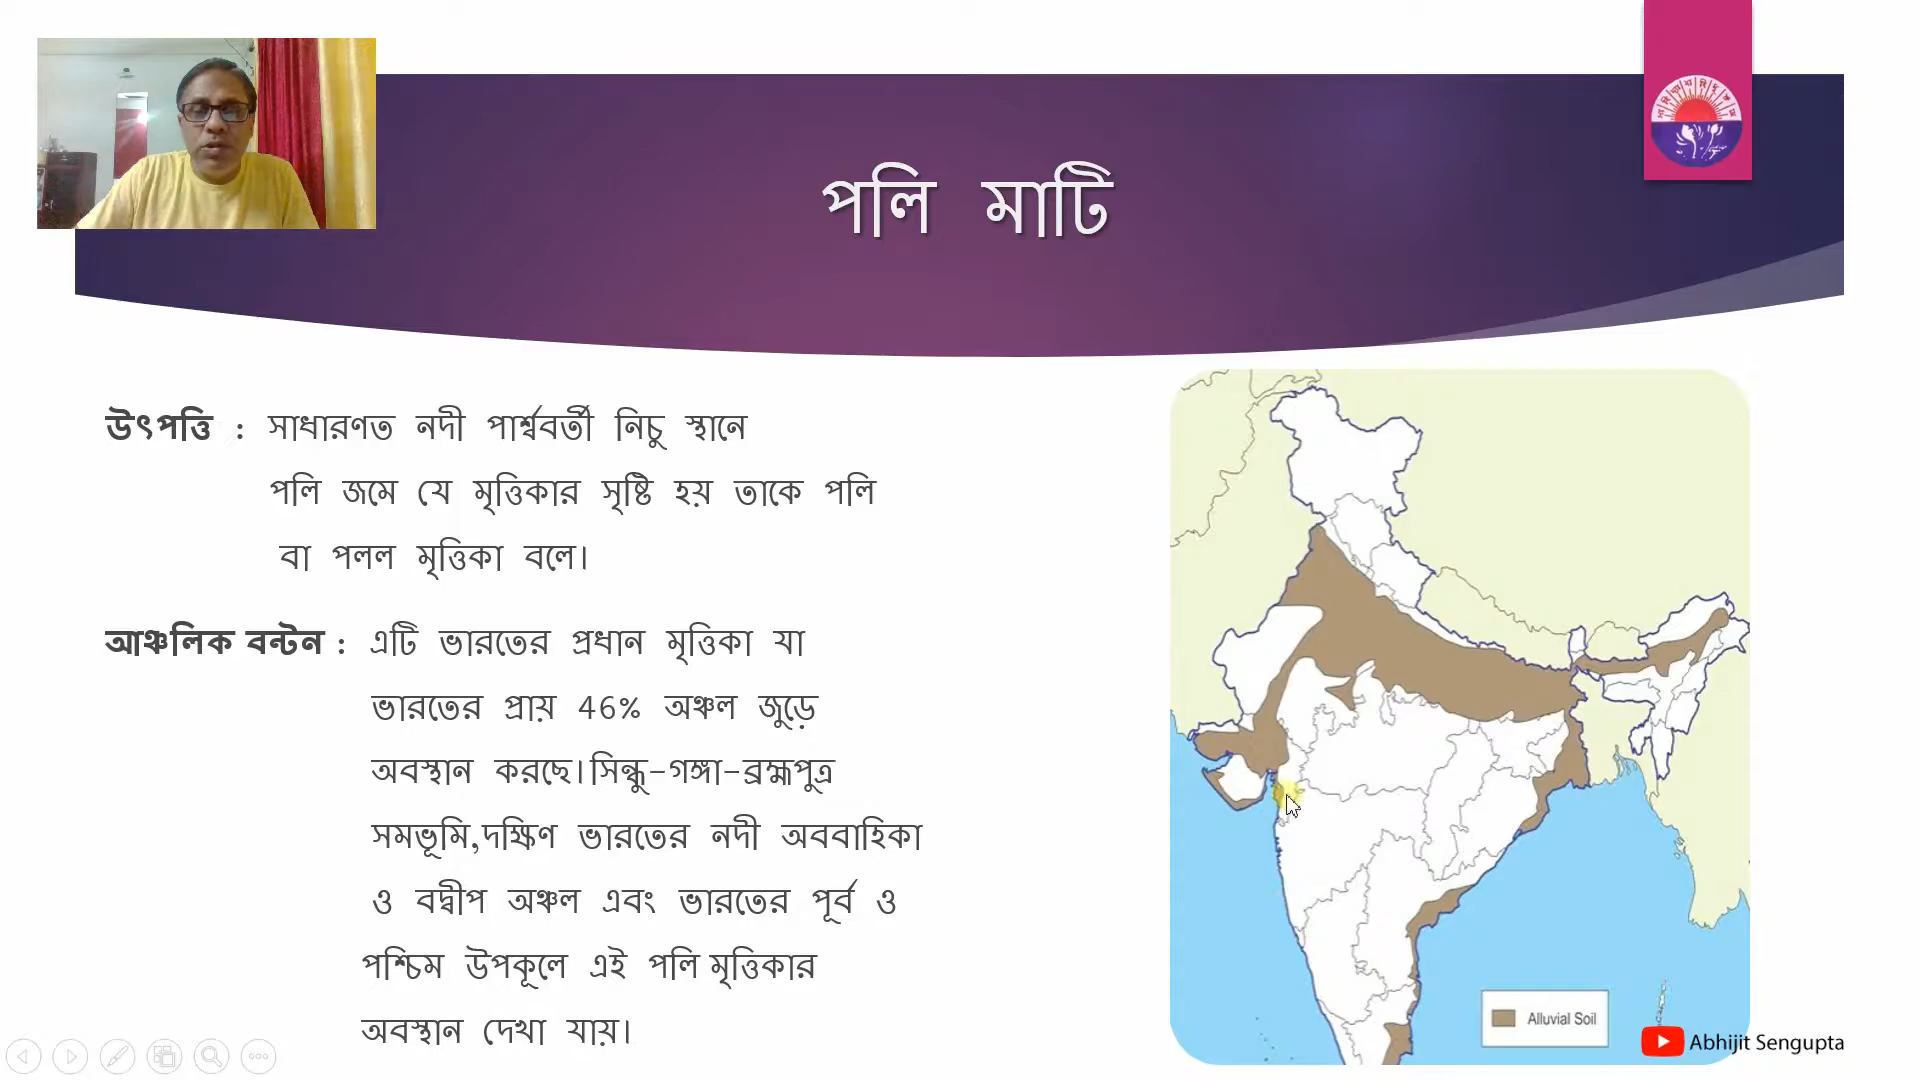 পলি মাটি
উৎপত্তি : সাধারণত নদী পার্শ্ববর্তী নিচু স্থানে
পলি জমে যে মৃত্তিকার সৃষ্টি হয় তাকে পলি
বা পলল মৃত্তিকা বলে।
আঞ্চলিক বন্টন : এটি ভারতের প্রধান মৃত্তিকা যা
ভারতের প্রায় 46% অঞ্চল জুড়ে
অবস্থান করছে।সিন্ধু-গঙ্গা-ব্রহ্মপুত্র
সমভূমি,দক্ষিণ ভারতের নদী অববাহিকা
ও বদ্বীপ অঞ্চল এবং ভারতের পূর্ব ও
পশ্চিম উপকূলে এই পলি মৃত্তিকার
অবস্থান দেখা যায়।
Alluvial Soil
Abhijit Sengupta